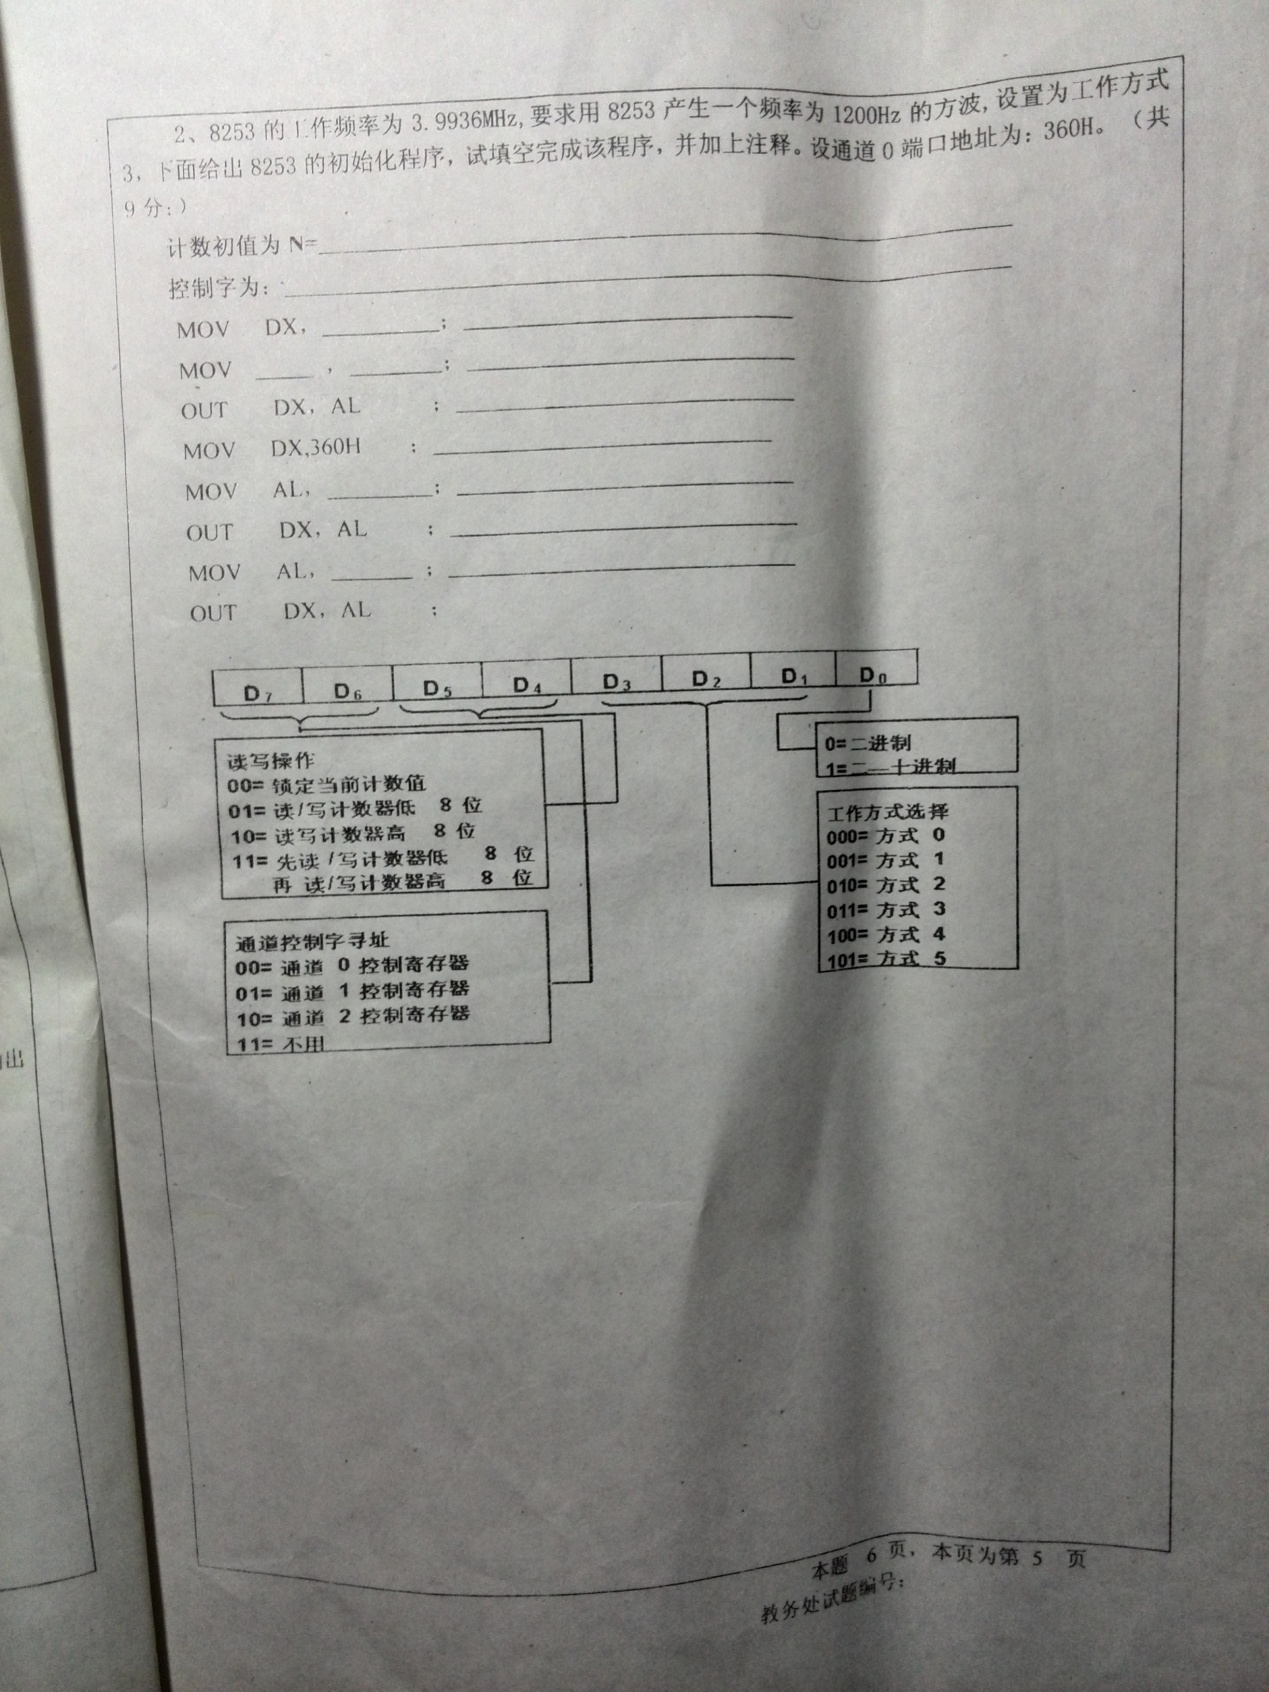 2、8253 的工作频率为 3.9936MHz,要求用 8253 产生一个频率为 1200Hz 的方波,设置为工作方式
3,下面给出 8253 的初始化程序,试填空完成该程序,并加上注释。设通道 0 端口地址为:360H。(共
9 分;)
计数初值为 N=
控制字为:
MOV DX, ;
MOV , ;
OUT DX, AL ;
MOV DX,360H ;
MOV AL, ;
OUT DX, AL ;
MOV AL, ;
OUT DX, AL ;
D7 D6 D5 D4 D3 D2 D1 D0
读写操作
00= 锁定当前计数值
01= 读/写计数器低 8 位
10= 读写计数器高 8 位
11= 先读 /写计数器低 8 位
再 读/写计数器高 8 位
0=二进制
1=二—十进制
工作方式选择
000= 方式 0
001= 方式 1
010= 方式 2
011= 方式 3
100= 方式 4
101= 方式 5
通道控制字寻址
00= 通道 0 控制寄存器
01= 通道 1 控制寄存器
10= 通道 2 控制寄存器
11= 不用
出
本题 6 页,本页为第 5 页
教务处试题编号: